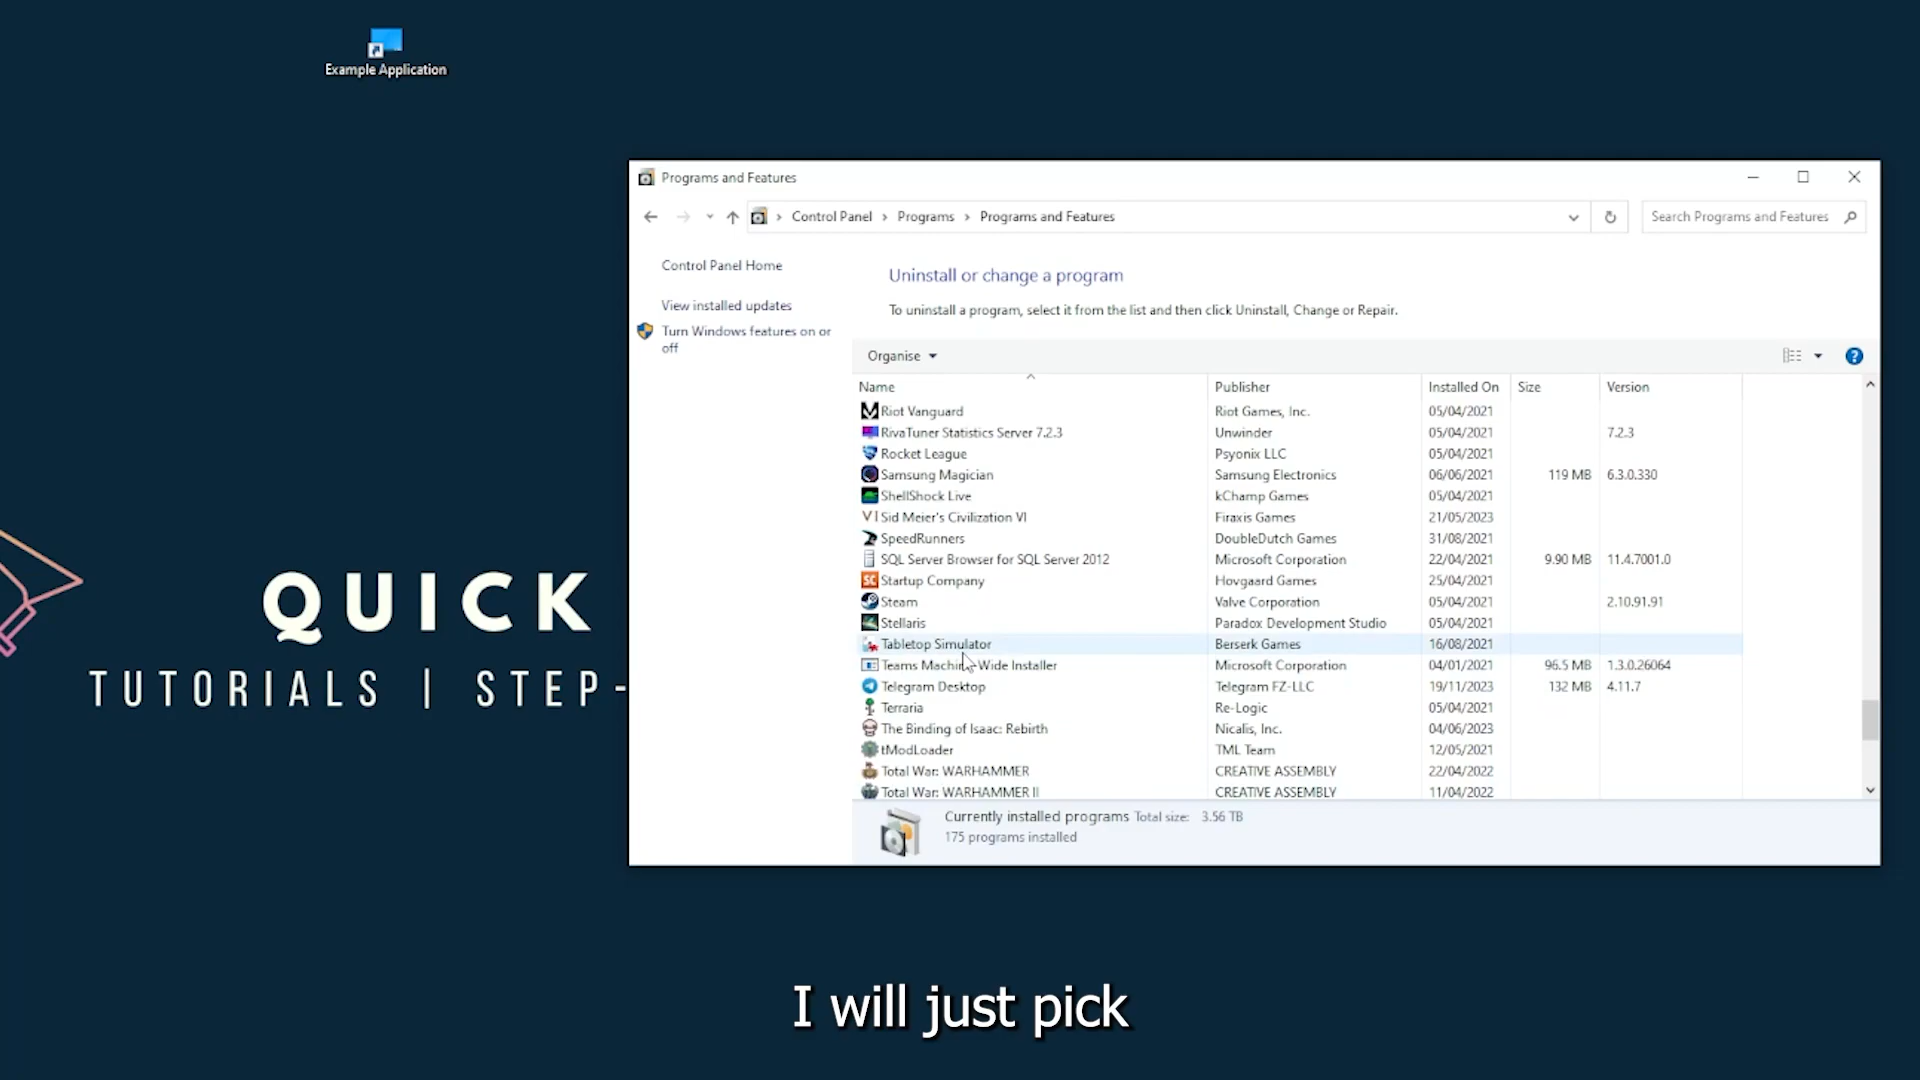 Example Application
Programs and Features
Control Panel > Programs > Programs and Features
Search Programs and Features
Control Panel Home
View installed updates
Turn Windows features on or
off
Uninstall or change a program
To uninstall a program, select it from the list and then click Uninstall, Change or Repair.
Organise
Name Publisher Installed On Size Version
Riot Vanguard Riot Games, Inc. 05/04/2021
RivaTuner Statistics Server 7.2.3 Unwinder 05/04/2021 7.2.3
Rocket League Psyonix LLC 05/04/2021
Samsung Magician Samsung Electronics 06/06/2021 119 MB 6.3.0.330
ShellShock Live kChamp Games 05/04/2021
VI Sid Meier's Civilization VI Firaxis Games 21/05/2023
SpeedRunners DoubleDutch Games 31/08/2021
SQL Server Browser for SQL Server 2012 Microsoft Corporation 22/04/2021 9.90 MB 11.4.7001.0
SC Startup Company Hovgaard Games 25/04/2021
Steam Valve Corporation 05/04/2021 2.10.91.91
Stellaris Paradox Development Studio 05/04/2021
Tabletop Simulator Berserk Games 16/08/2021
Teams Machine-Wide Installer Microsoft Corporation 04/01/2021 96.5 MB 1.3.0.26064
Telegram Desktop Telegram FZ-LLC 19/11/2023 132 MB 4.11.7
Terraria Re-Logic 05/04/2021
The Binding of Isaac: Rebirth Nicalis, Inc. 04/06/2023
tModLoader TML Team 12/05/2021
Total War: WARHAMMER CREATIVE ASSEMBLY 22/04/2022
Total War: WARHAMMER II CREATIVE ASSEMBLY 11/04/2022
Currently installed programs Total size: 3.56 TB
175 programs installed
QUICK
TUTORIALS | STEP-
I will just pick